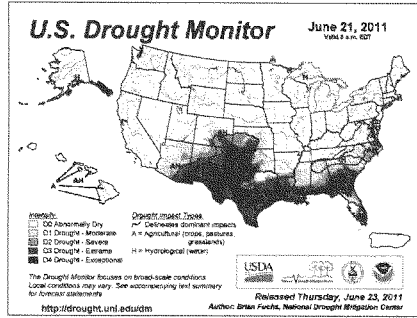 U.S. Drought Monitor
June 21, 2011
Valid 8 a.m. EDT
Intensity:
D0 Abnormally Dry
D1 Drought - Moderate
D2 Drought - Severe
D3 Drought - Extreme
D4 Drought - Exceptional
Drought Impact Types:
Delineates dominant impacts
A = Agricultural (crops, pastures,
grasslands)
H = Hydrological (water)
The Drought Monitor focuses on broad-scale conditions.
Local conditions may vary. See accompanying text summary
for forecast statements.
http://drought.unl.edu/dm
USDA
Released Thursday, June 23, 2011
Author: Brian Fuchs, National Drought Mitigation Center